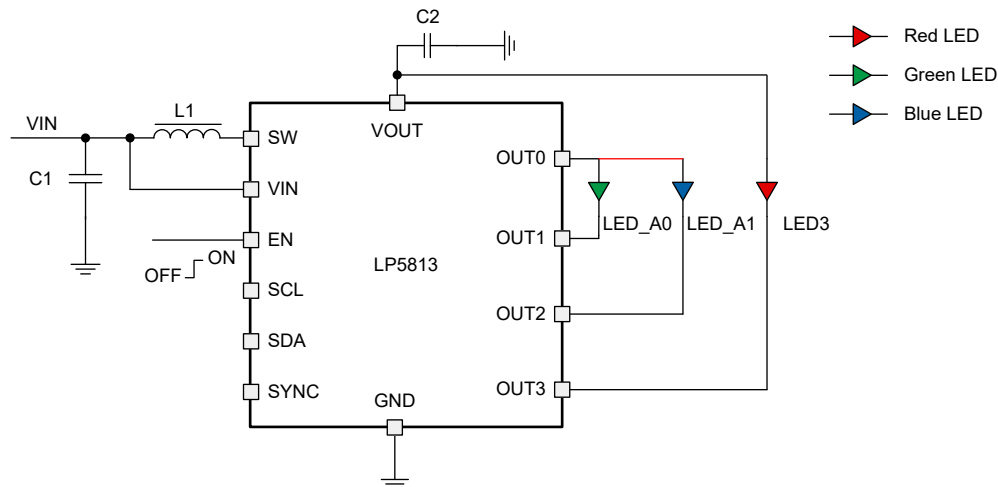 C2
Red LED
Green LED
Blue LED
VIN
L1
C1
SW
VOUT
OUT0
VIN
LED_A0
LED_A1
LED3
EN
OUT1
OFF
ON
LP5813
SCL
OUT2
SDA
SYNC
OUT3
GND